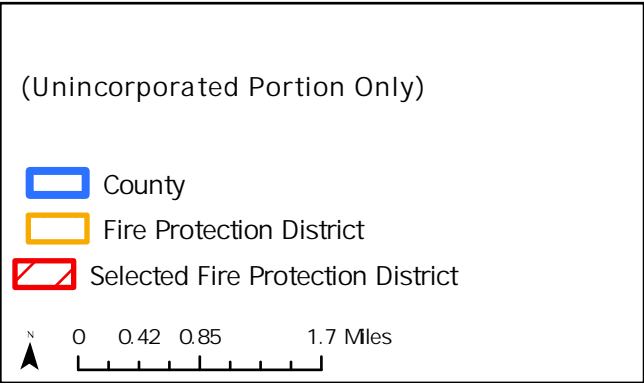 (Unincorporated Portion Only)
County
Fire Protection District
Selected Fire Protection District
N
0 0.42 0.85 1.7 Miles